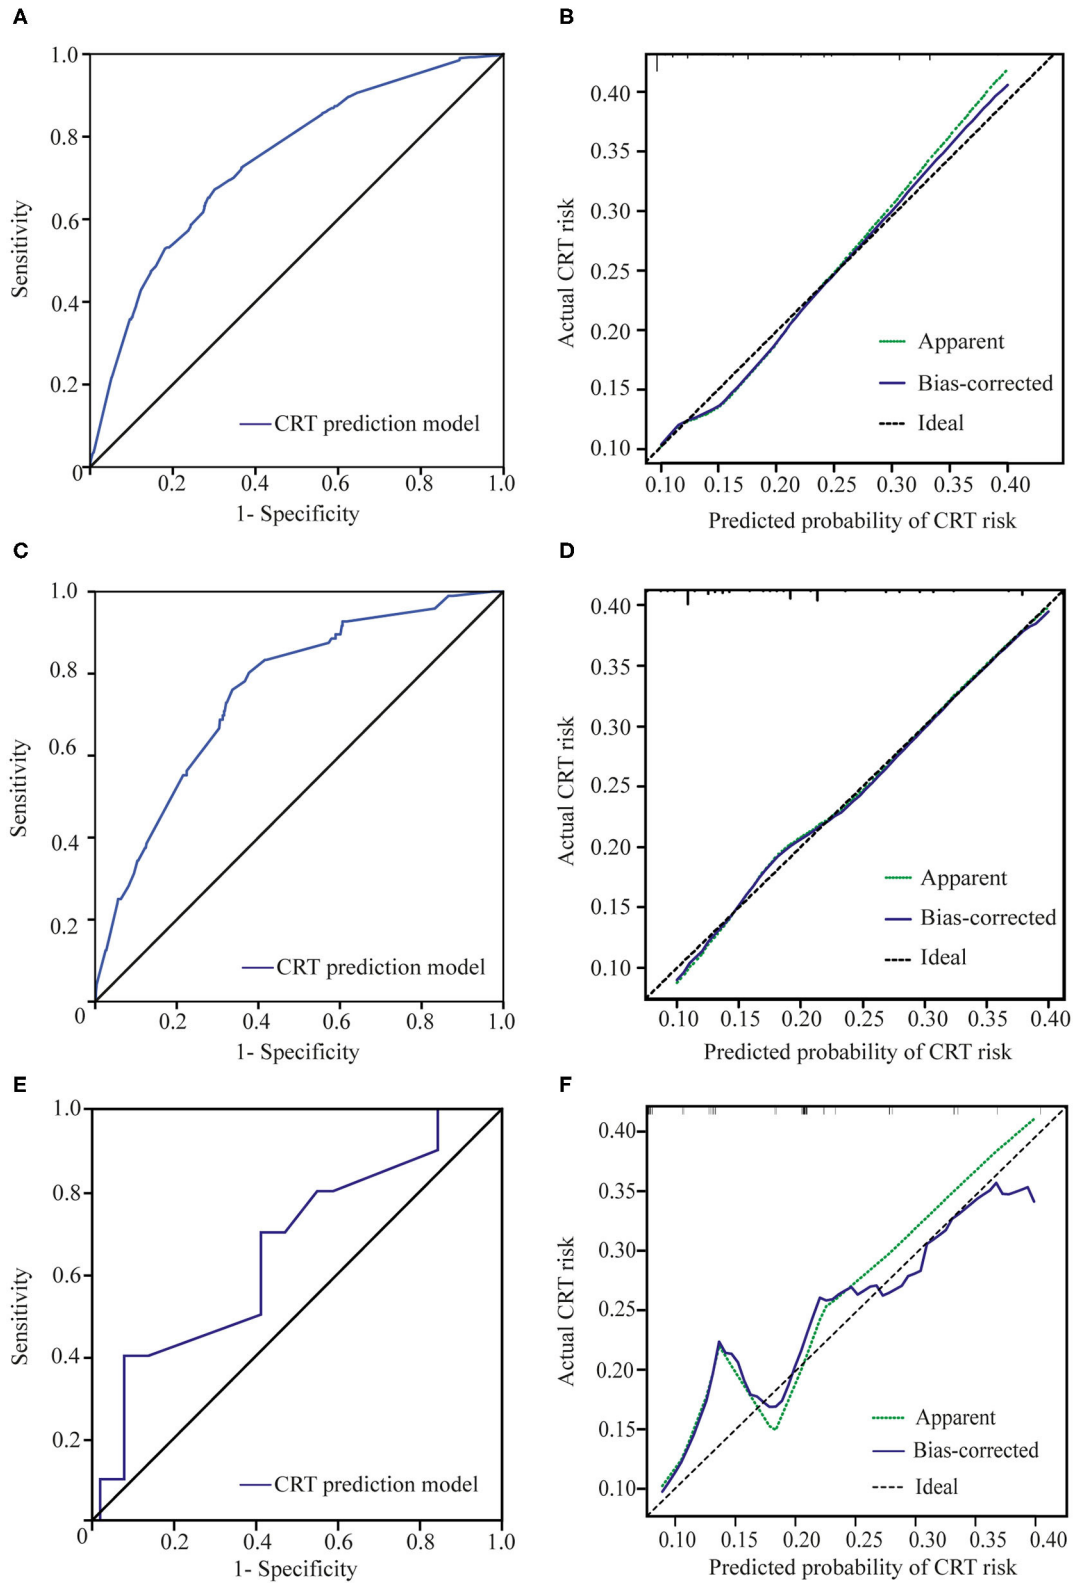 A
B
1.0
0.8
0.6
0.4
0.2
0
0.2
0.4
0.6
0.8
1.0
Sensitivity
1- Specificity
CRT prediction model
0.40
0.35
0.30
0.25
0.20
0.15
0.10
0.10
0.15
0.20
0.25
0.30
0.35
0.40
Actual CRT risk
Predicted probability of CRT risk
Apparent
Bias-corrected
Ideal
C
D
1.0
0.8
0.6
0.4
0.2
0
0.2
0.4
0.6
0.8
1.0
Sensitivity
1- Specificity
CRT prediction model
0.40
0.35
0.30
0.25
0.20
0.15
0.10
0.10
0.15
0.20
0.25
0.30
0.35
0.40
Actual CRT risk
Predicted probability of CRT risk
Apparent
Bias-corrected
Ideal
E
F
1.0
0.8
0.6
0.4
0.2
0
0.2
0.4
0.6
0.8
1.0
Sensitivity
1- Specificity
CRT prediction model
0.40
0.35
0.30
0.25
0.20
0.15
0.10
0.10
0.15
0.20
0.25
0.30
0.35
0.40
Actual CRT risk
Predicted probability of CRT risk
Apparent
Bias-corrected
Ideal